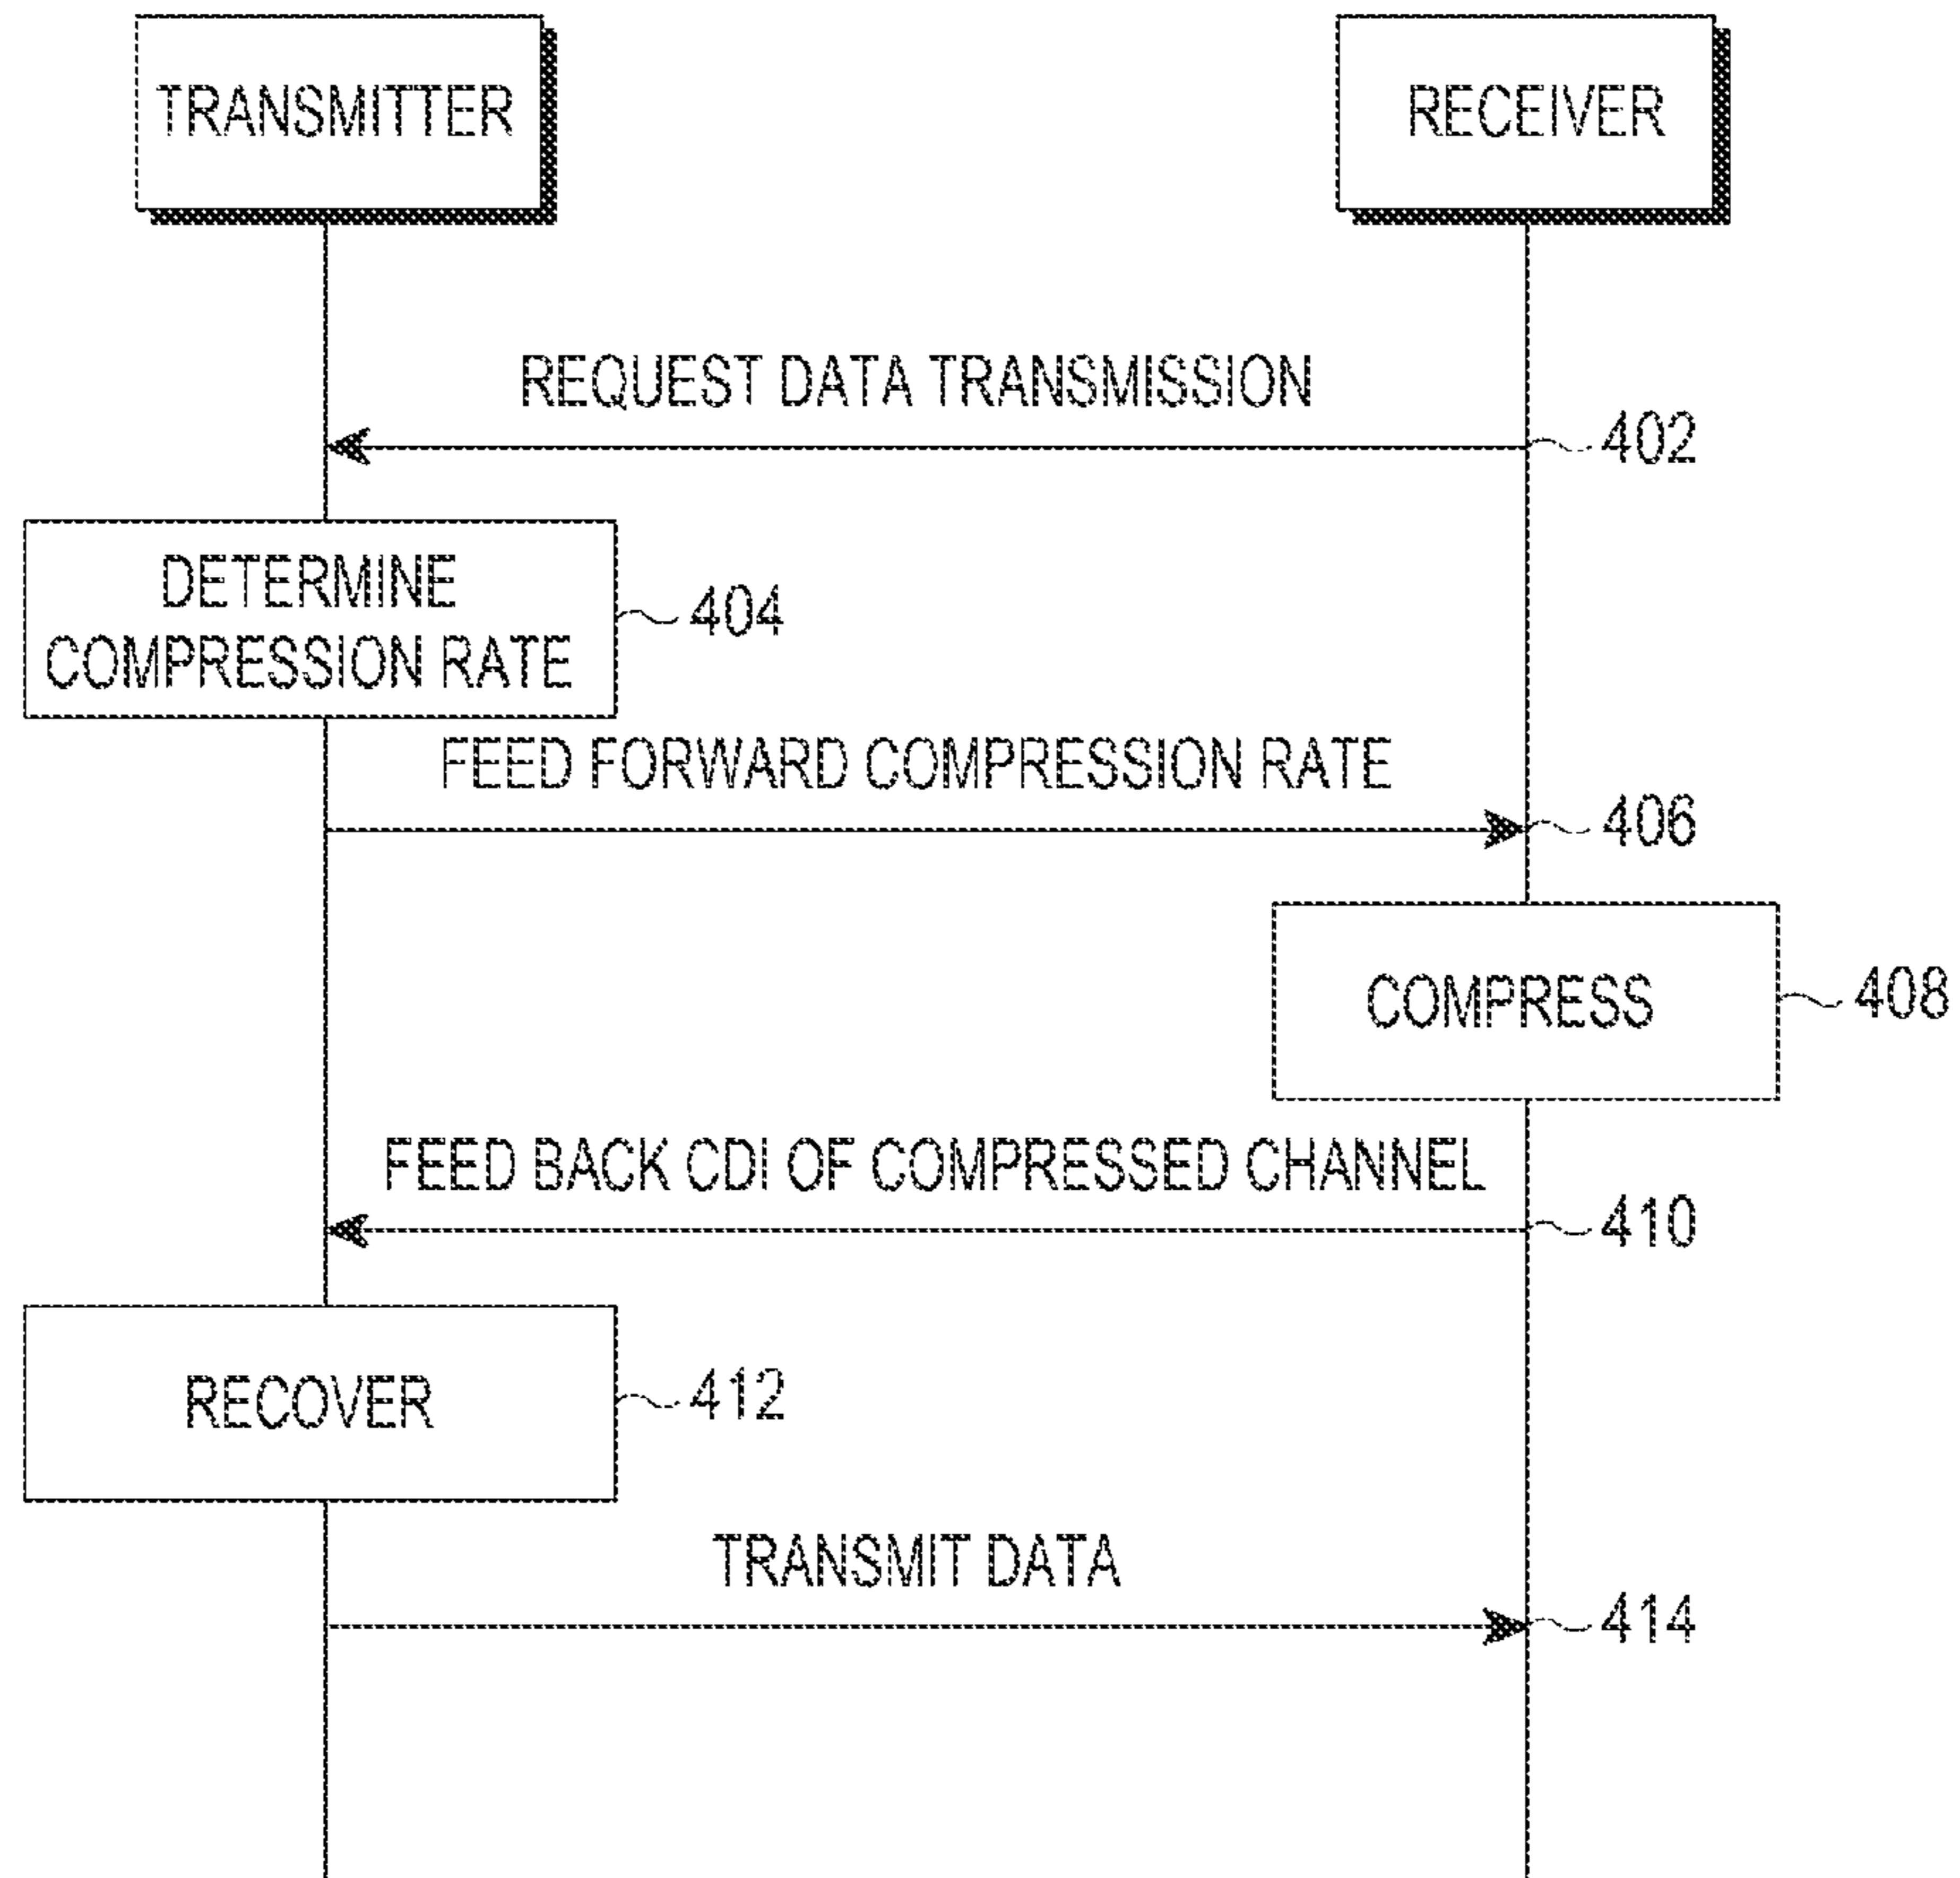 TRANSMITTER
RECEIVER
REQUEST DATA TRANSMISSION
402
DETERMINE
COMPRESSION RATE
404
FEED FORWARD COMPRESSION RATE
406
COMPRESS
408
FEED BACK CDI OF COMPRESSED CHANNEL
410
RECOVER
412
TRANSMIT DATA
414